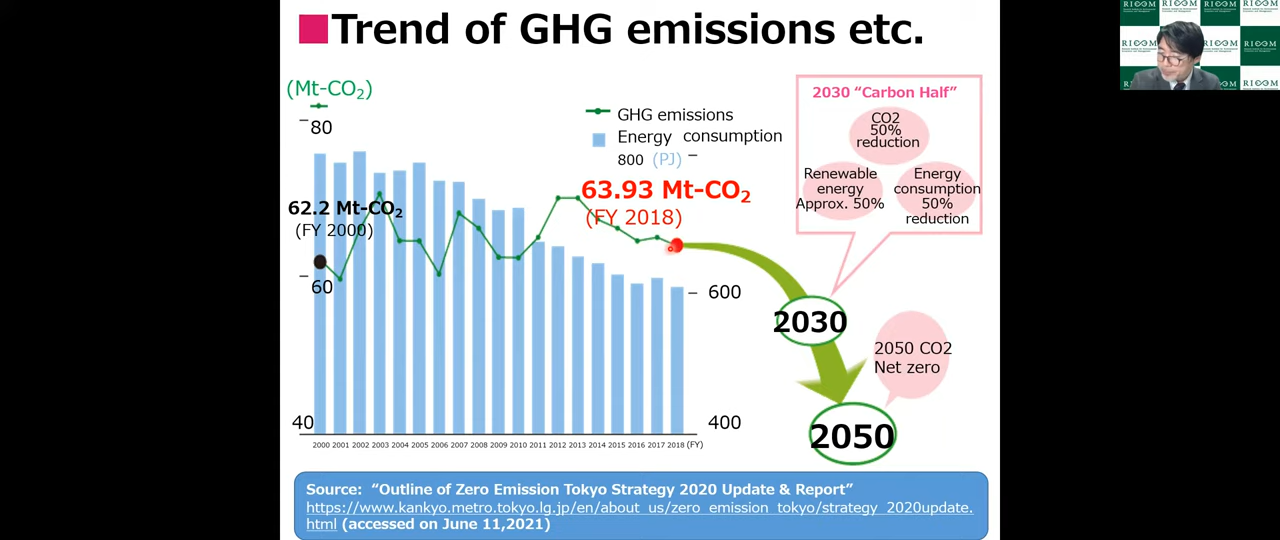 Trend of GHG emissions etc.
(Mt-CO₂)
80
60
40
GHG emissions
Energy consumption
800 (PJ)
600
400
62.2 Mt-CO₂
(FY 2000)
63.93 Mt-CO₂
(FY 2018)
2000 2001 2002 2003 2004 2005 2006 2007 2008 2009 2010 2011 2012 2013 2014 2015 2016 2017 2018 (FY)
2030 “Carbon Half”
CO2
50%
reduction
Renewable
energy
Approx. 50%
Energy
consumption
50%
reduction
2030
2050 CO2
Net zero
2050
Source: “Outline of Zero Emission Tokyo Strategy 2020 Update & Report”
https://www.kankyo.metro.tokyo.lg.jp/en/about_us/zero_emission_tokyo/strategy_2020update.
html (accessed on June 11,2021)